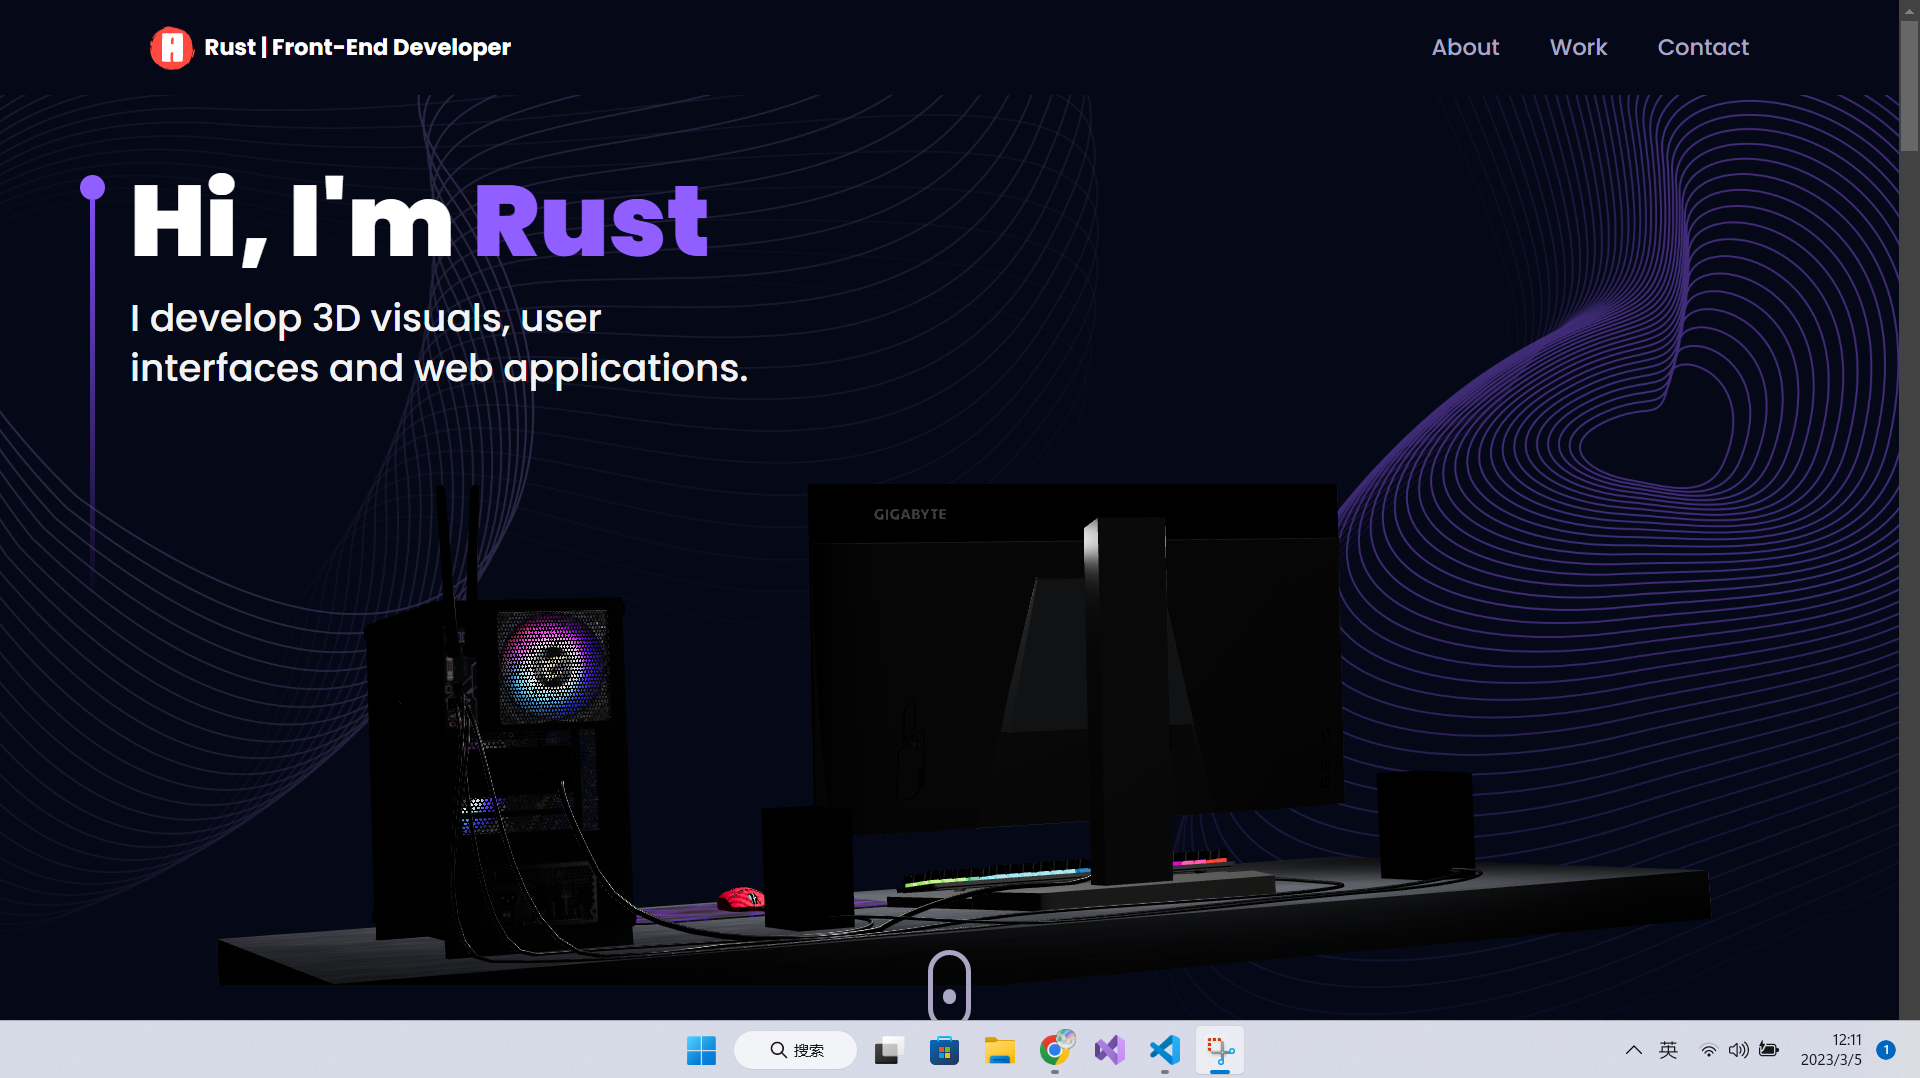 Rust | Front-End Developer
About
Work
Contact
Hi, I'm Rust
I develop 3D visuals, user
interfaces and web applications.
GIGABYTE
搜索
英
12:11
2023/3/5
1